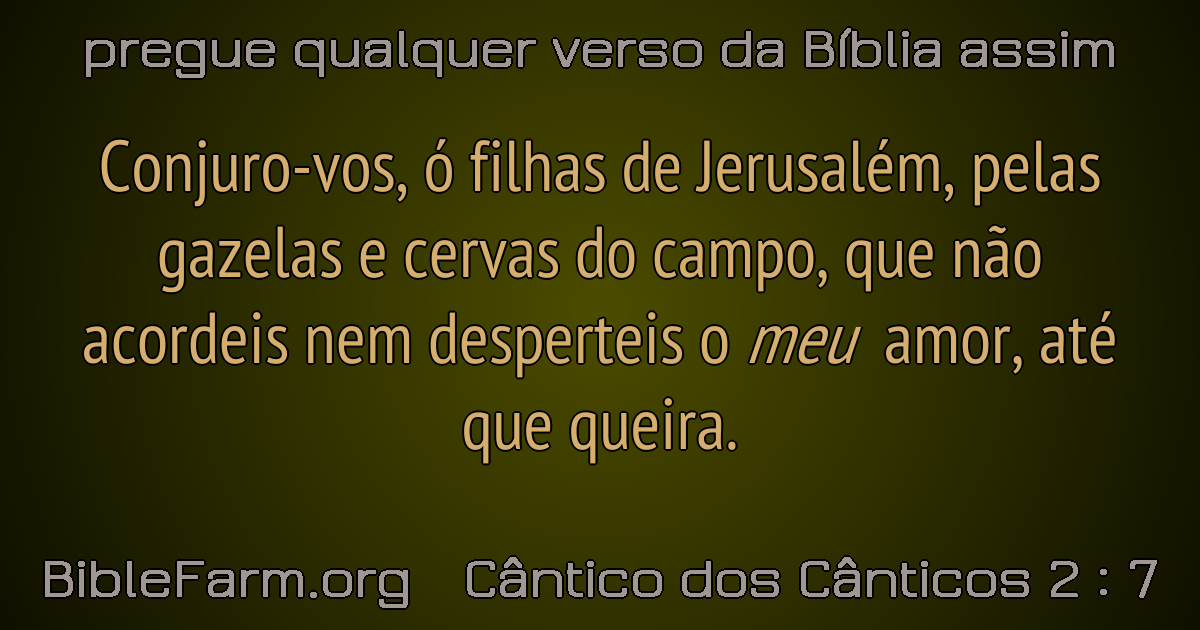 pregue qualquer verso da Bíblia assim
Conjuro-vos, ó filhas de Jerusalém, pelas
gazelas e cervas do campo, que não
acordeis nem desperteis o meu amor, até
que queira.
BibleFarm.org Cântico dos Cânticos 2 : 7